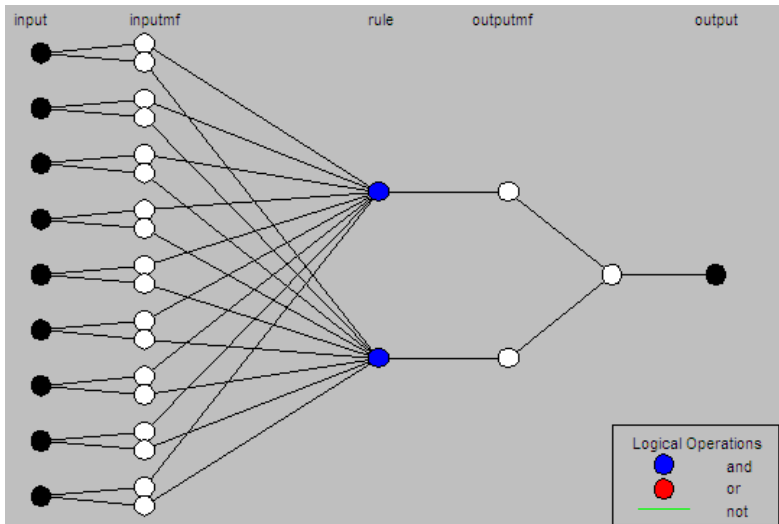 input inputmf rule outputmf output
Logical Operations
and
or
not